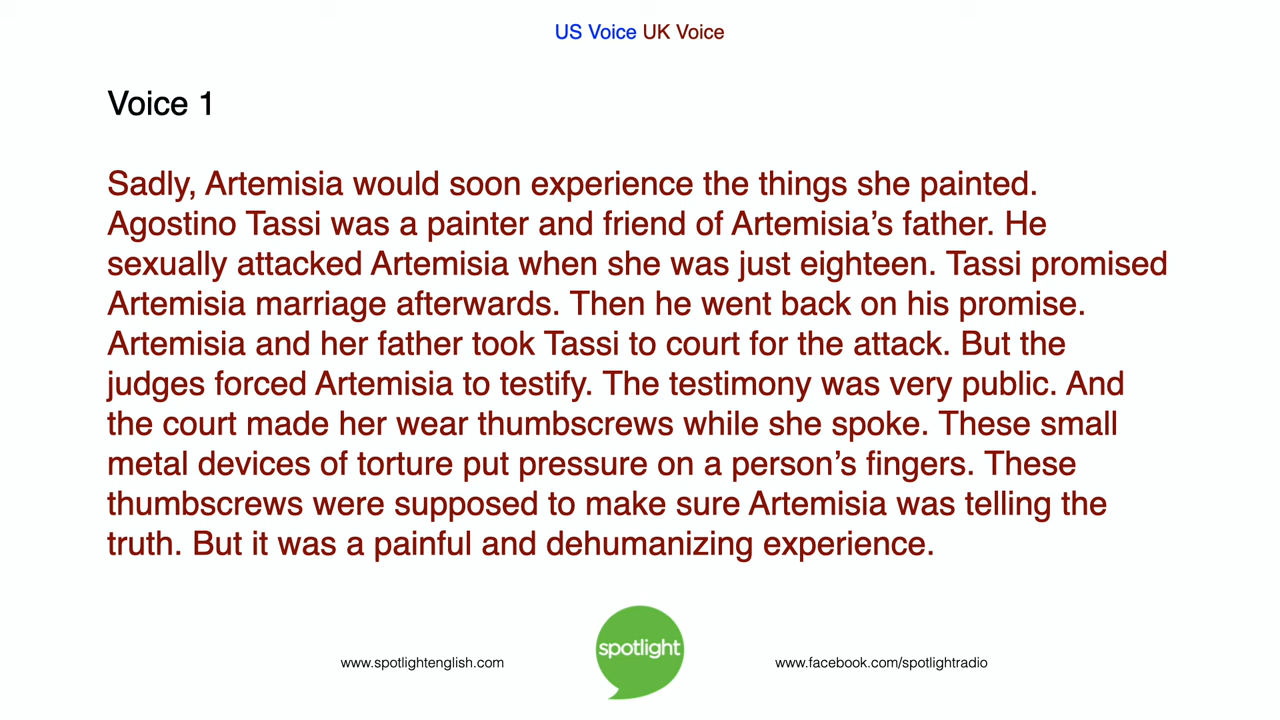 US Voice UK Voice
Voice 1
Sadly, Artemisia would soon experience the things she painted.
Agostino Tassi was a painter and friend of Artemisia’s father. He
sexually attacked Artemisia when she was just eighteen. Tassi promised
Artemisia marriage afterwards. Then he went back on his promise.
Artemisia and her father took Tassi to court for the attack. But the
judges forced Artemisia to testify. The testimony was very public. And
the court made her wear thumbscrews while she spoke. These small
metal devices of torture put pressure on a person’s fingers. These
thumbscrews were supposed to make sure Artemisia was telling the
truth. But it was a painful and dehumanizing experience.
www.spotlightenglish.com
spotlight
www.facebook.com/spotlightradio